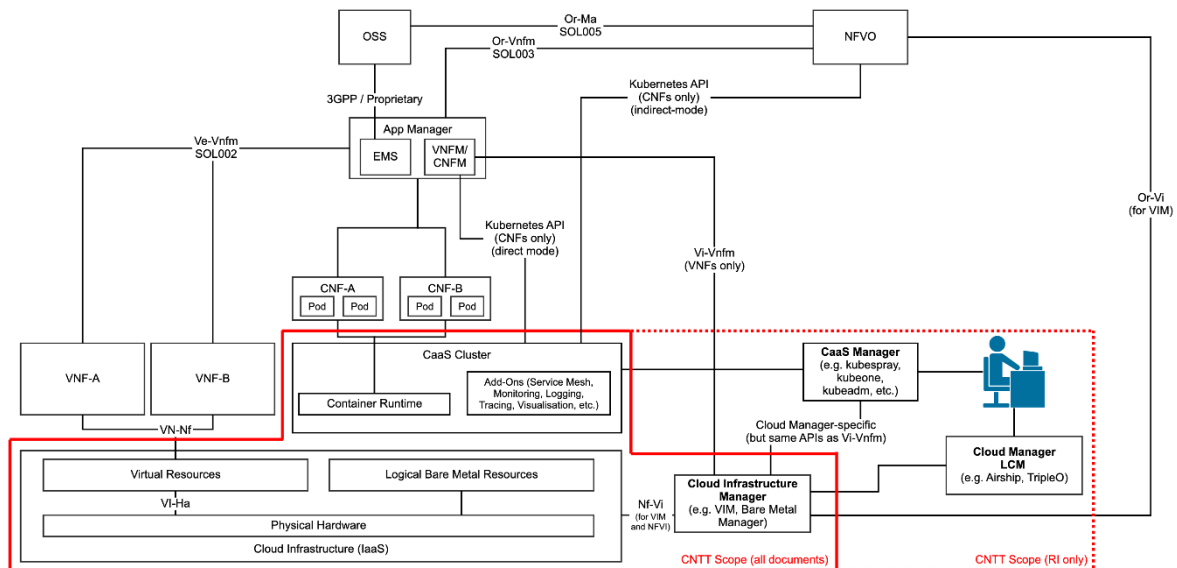 Or-Ma
SOL005
OSS
NFVO
Or-Vnfm
SOL003
Kubernetes API
(CNFs only)
(indirect-mode)
3GPP / Proprietary
App Manager
EMS
VNFM/
CNFM
Ve-Vnfm
SOL002
Or-Vi
(for VIM)
Kubernetes API
(CNFs only)
(direct mode)
Vi-Vnfm
(VNFs only)
CNF-A
Pod
Pod
CNF-B
Pod
Pod
VNF-A
VNF-B
CaaS Cluster
Container Runtime
Add-Ons (Service Mesh,
Monitoring, Logging,
Tracing, Visualisation, etc.)
CaaS Manager
(e.g. kubespray,
kubeone,
kubeadm, etc.)
VN-Nf
Cloud Manager-specific
(but same APIs as Vi-Vnfm)
Cloud Manager
LCM
(e.g. Airship, TripleO)
Virtual Resources
Logical Bare Metal Resources
VI-Ha
Physical Hardware
Cloud Infrastructure (IaaS)
Nf-Vi
(for VIM
and NFVI)
Cloud Infrastructure
Manager
(e.g. VIM, Bare Metal
Manager)
CNTT Scope (all documents)
CNTT Scope (RI only)